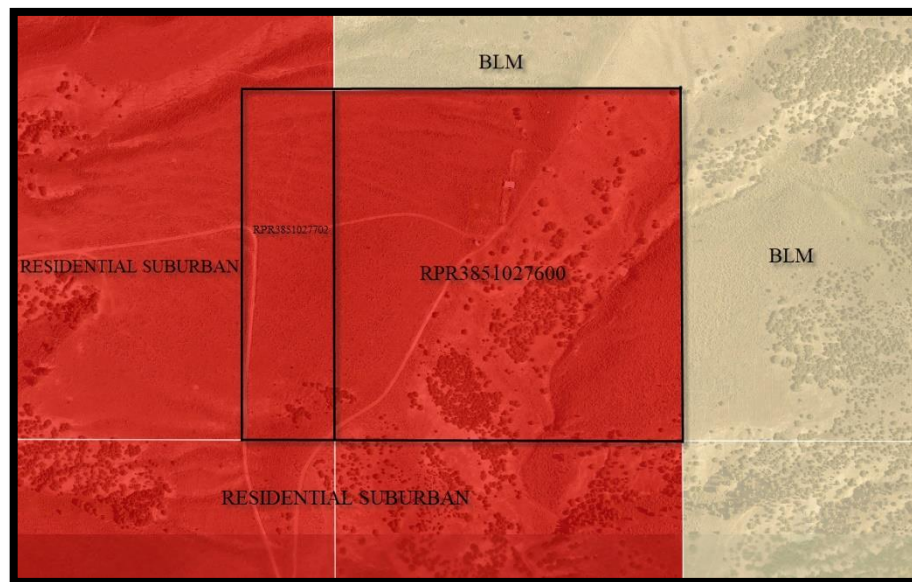 BLM
RPR3851027702
RESIDENTIAL SUBURBAN
RPR3851027600
BLM
RESIDENTIAL SUBURBAN